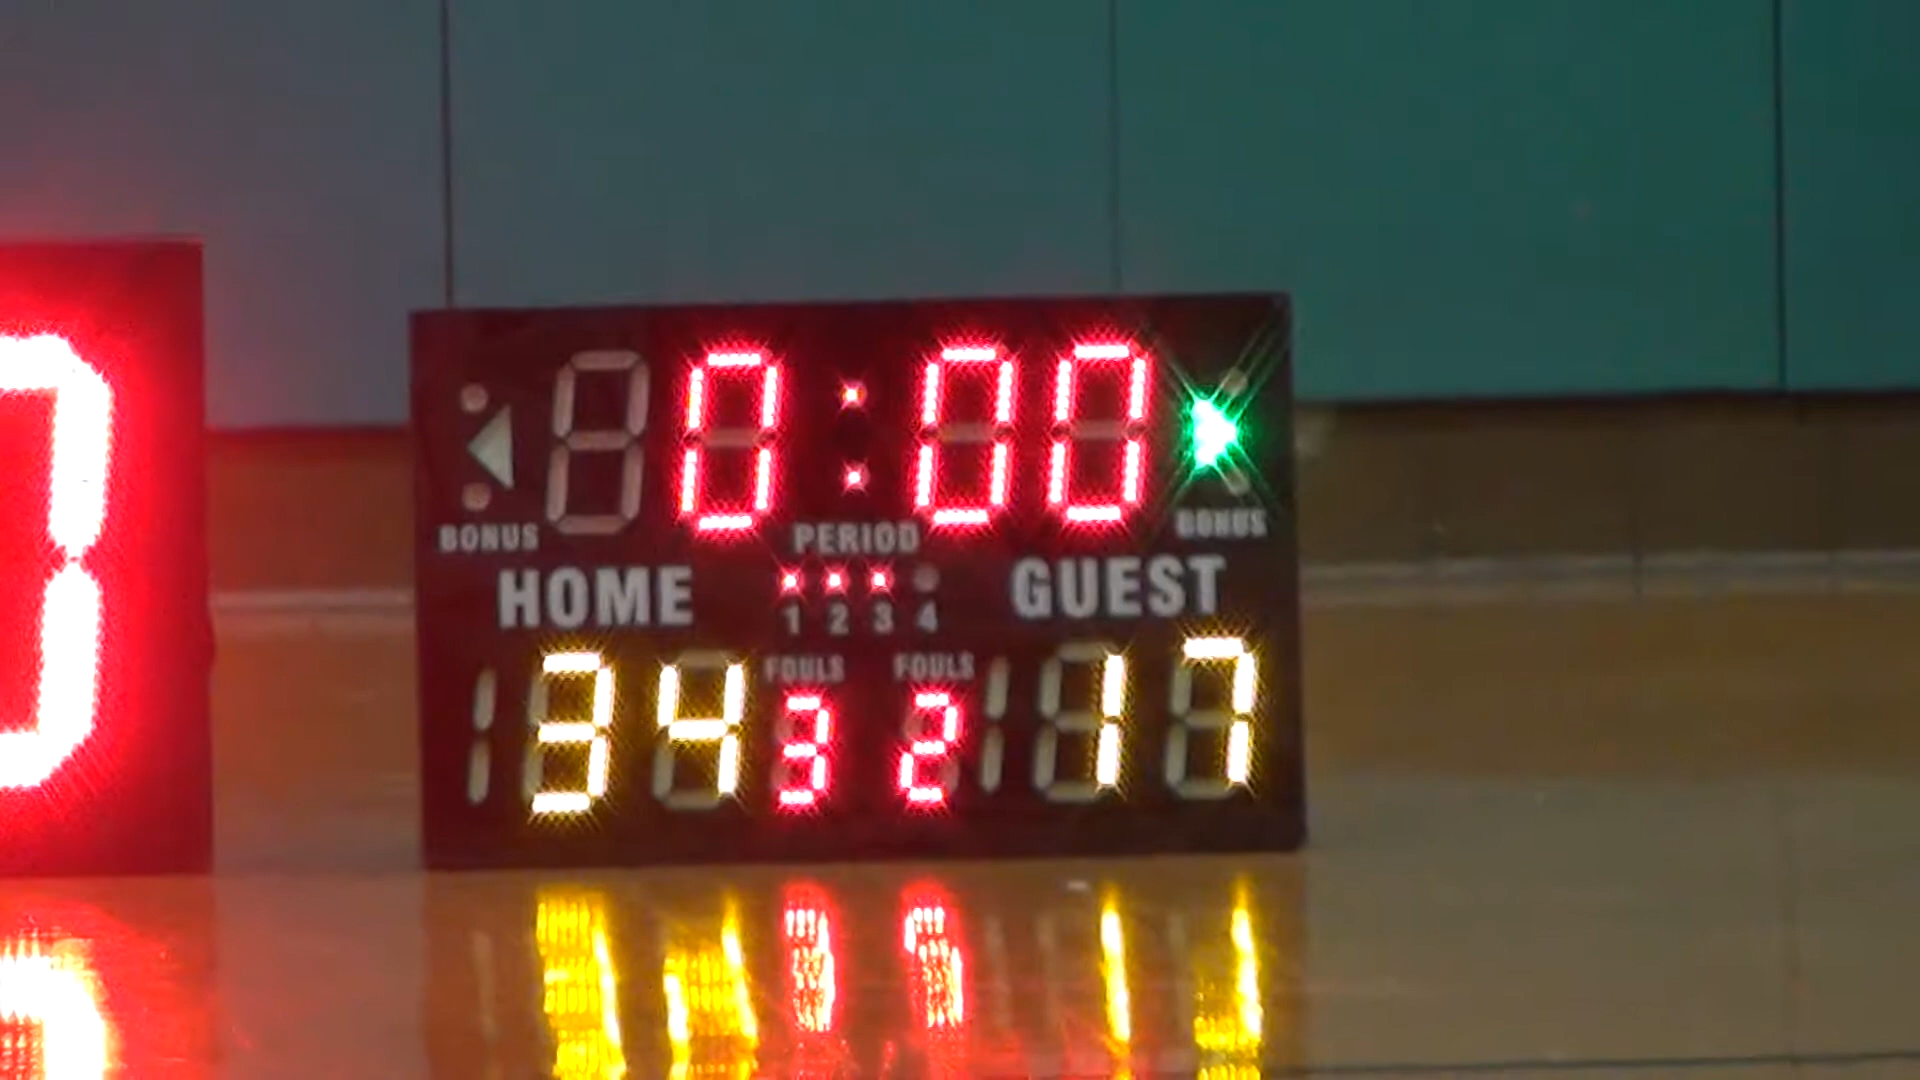 0:00
BONUS PERIOD BONUS
HOME GUEST
1 2 3 4
FOULS FOULS
34 3 2 17